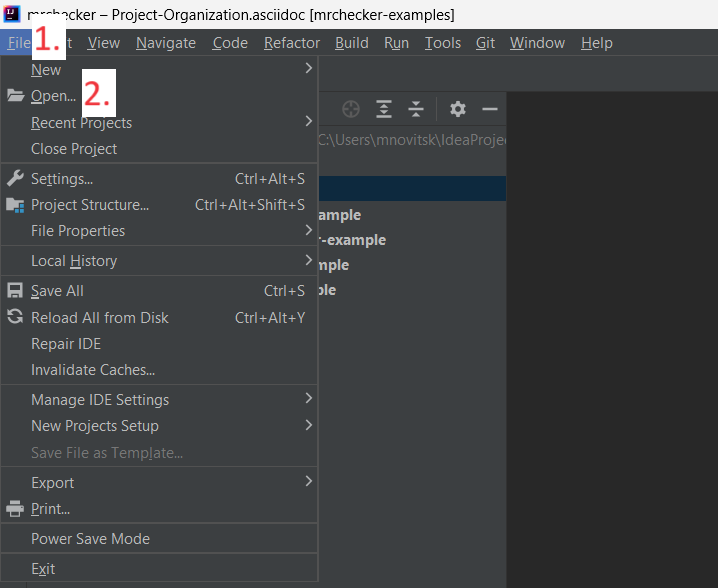 mrchecker – Project-Organization.asciidoc [mrchecker-examples]
File 1. t View Navigate Code Refactor Build Run Tools Git Window Help
New
Open... 2.
Recent Projects
C:\Users\mnovitsk\IdeaProje
Close Project
Settings... Ctrl+Alt+S
Project Structure... Ctrl+Alt+Shift+S
ample
File Properties
r-example
Local History
mple
Save All Ctrl+S
ple
Reload All from Disk Ctrl+Alt+Y
Repair IDE
Invalidate Caches...
Manage IDE Settings
New Projects Setup
Save File as Template...
Export
Print...
Power Save Mode
Exit